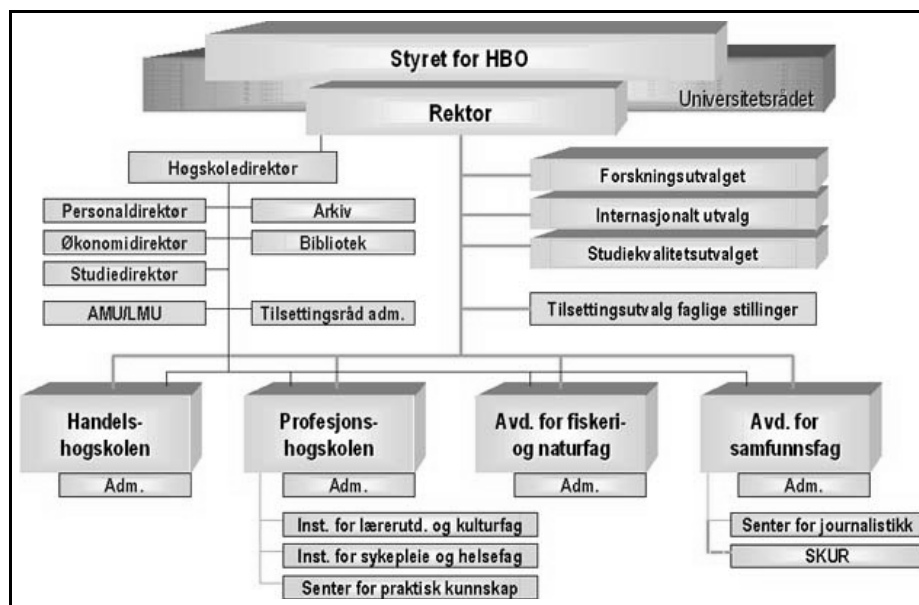 Styret for HBO
Universitetsrådet
Rektor
Høgskoledirektør
Personaldirektør
Arkiv
Økonomidirektør
Bibliotek
Studiedirektør
AMU/LMU
Tilsettingsråd adm.
Forskningsutvalget
Internasjonalt utvalg
Studiekvalitetsutvalget
Tilsettingsutvalg faglige stillinger
Handels-
hogskolen
Adm.
Profesjons-
hogskolen
Adm.
Inst. for lærerutd. og kulturfag
Inst. for sykepleie og helsefag
Senter for praktisk kunnskap
Avd. for fiskeri-
og naturfag
Adm.
Avd. for
samfunnsfag
Adm.
Senter for journalistikk
SKUR